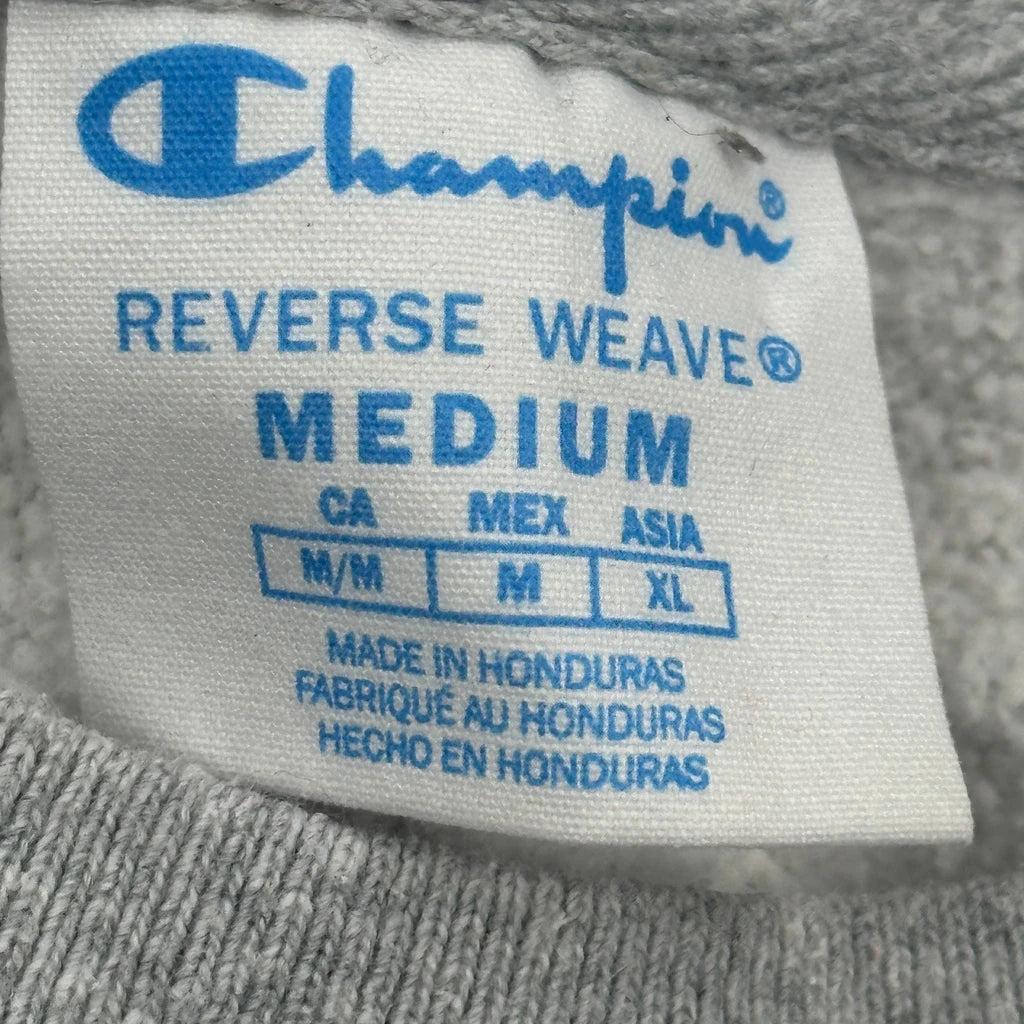 Champion®
REVERSE WEAVE®
MEDIUM
CA MEX ASIA
M/M M XL
MADE IN HONDURAS
FABRIQUÉ AU HONDURAS
HECHO EN HONDURAS